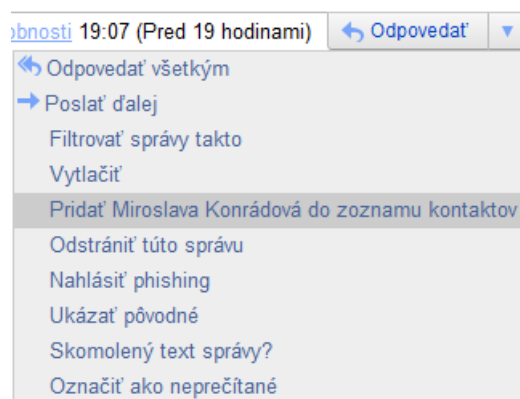 obnosti 19:07 (Pred 19 hodinami) Odpovedať
Odpovedať všetkým
Poslať ďalej
Filtrovať správy takto
Vytlačiť
Pridať Miroslava Konrádová do zoznamu kontaktov
Odstrániť túto správu
Nahlásiť phishing
Ukázať pôvodné
Skomolený text správy?
Označiť ako neprečítané